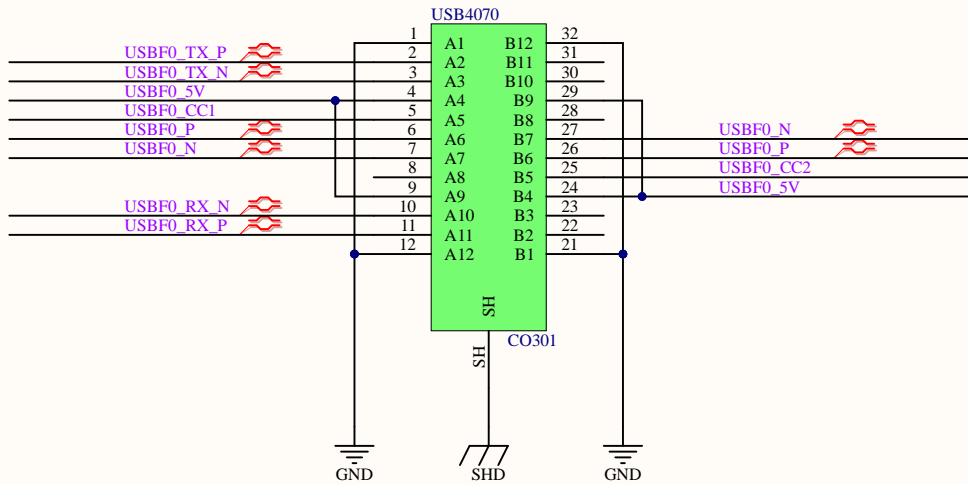 USB4070
1 A1 B12 32
USBF0_TX_P 2 A2 B11 31
USBF0_TX_N 3 A3 B10 30
USBF0_5V 4 A4 B9 29
USBF0_CC1 5 A5 B8 28
USBF0_P 6 A6 B7 27 USBF0_N
USBF0_N 7 A7 B6 26 USBF0_P
8 A8 B5 25 USBF0_CC2
9 A9 B4 24 USBF0_5V
USBF0_RX_N 10 A10 B3 23
USBF0_RX_P 11 A11 B2 22
12 A12 B1 21
SH
CO301
SH
GND SHD GND